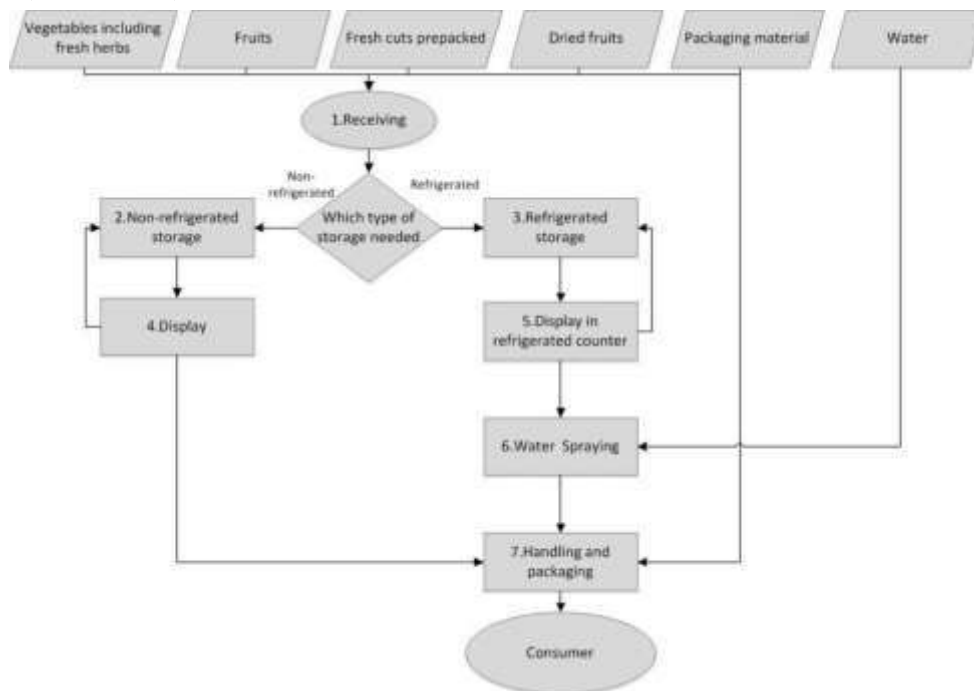 Vegetables including
fresh herbs
Fruits
Fresh cuts prepacked
Dried fruits
Packaging material
Water
1.Receiving
Non-
refrigerated
Refrigerated
Which type of
storage needed
2.Non-refrigerated
storage
3.Refrigerated
storage
4.Display
5.Display in
refrigerated counter
6.Water Spraying
7.Handling and
packaging
Consumer